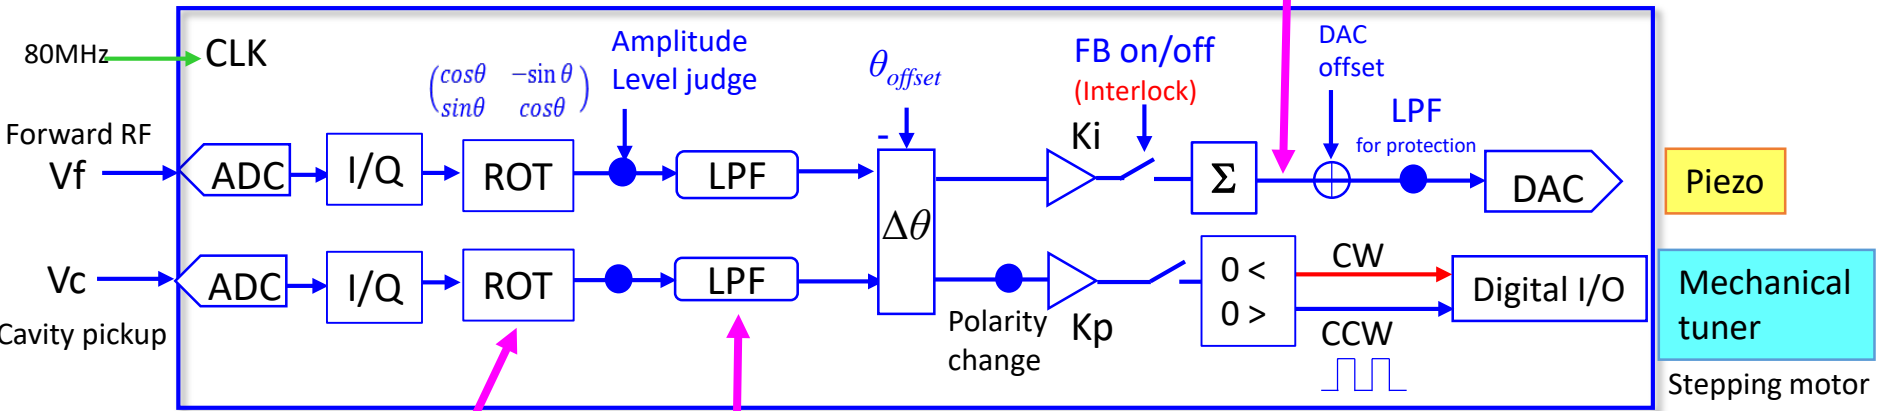 80MHz
CLK
Amplitude
Level judge
θoffset
FB on/off
(Interlock)
DAC
offset
LPF
for protection
cosθ −sin θ
sinθ cosθ
-
Forward RF
Vf
ADC
I/Q
ROT
LPF
Ki
Σ
DAC
Piezo
Δθ
Vc
ADC
I/Q
ROT
LPF
Kp
0 <
0 >
CW
CCW
Digital I/O
Mechanical
tuner
Cavity pickup
Polarity
change
Stepping motor